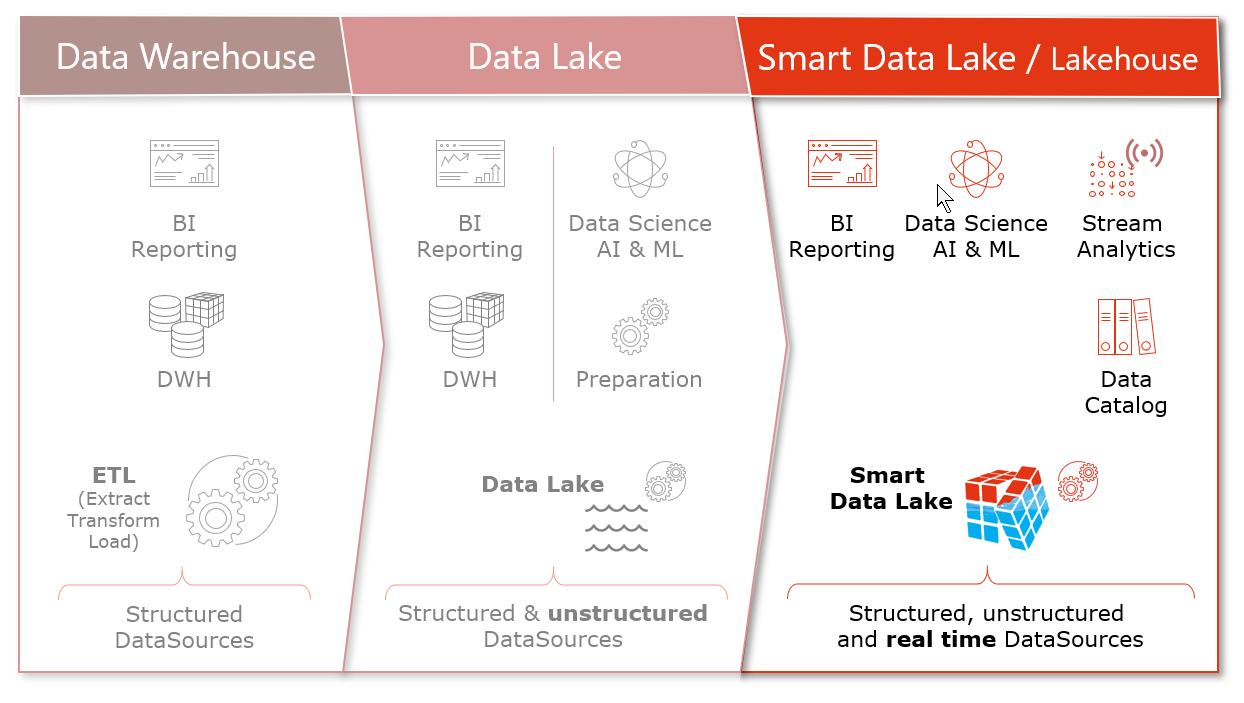 Data Warehouse
Data Lake
Smart Data Lake / Lakehouse
BI
Reporting
DWH
ETL
(Extract
Transform
Load)
Structured
DataSources
BI
Reporting
Data Science
AI & ML
DWH
Preparation
Data Lake
Structured & unstructured
DataSources
BI
Reporting
Data Science
AI & ML
Stream
Analytics
Data
Catalog
Smart
Data Lake
Structured, unstructured
and real time DataSources